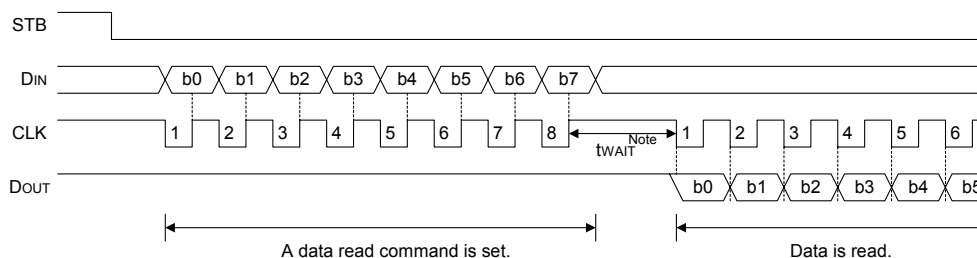 STB
DIN b0 b1 b2 b3 b4 b5 b6 b7
CLK 1 2 3 4 5 6 7 8 tWAIT Note 1 2 3 4 5 6
DOUT b0 b1 b2 b3 b4 b5
A data read command is set. Data is read.